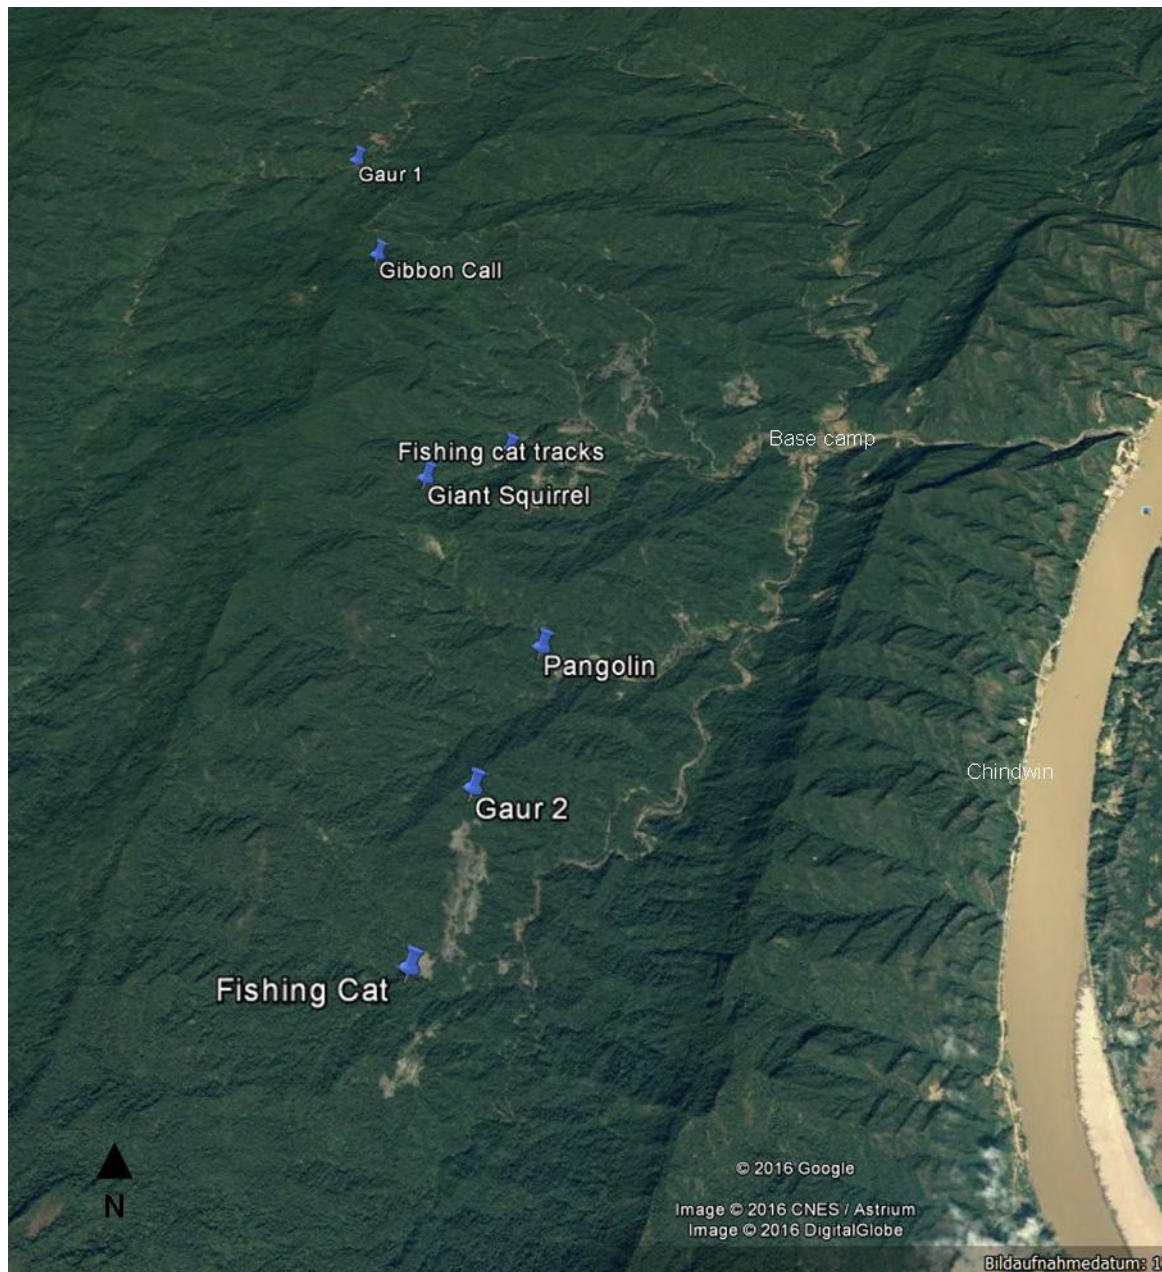 Gaur 1
Gibbon Call
Base camp
Fishing cat tracks
Giant Squirrel
Pangolin
Chindwin
Gaur 2
Fishing Cat
N
© 2016 Google
Image © 2016 CNES / Astrium
Image © 2016 DigitalGlobe
Bildaufnahmedatum: 1